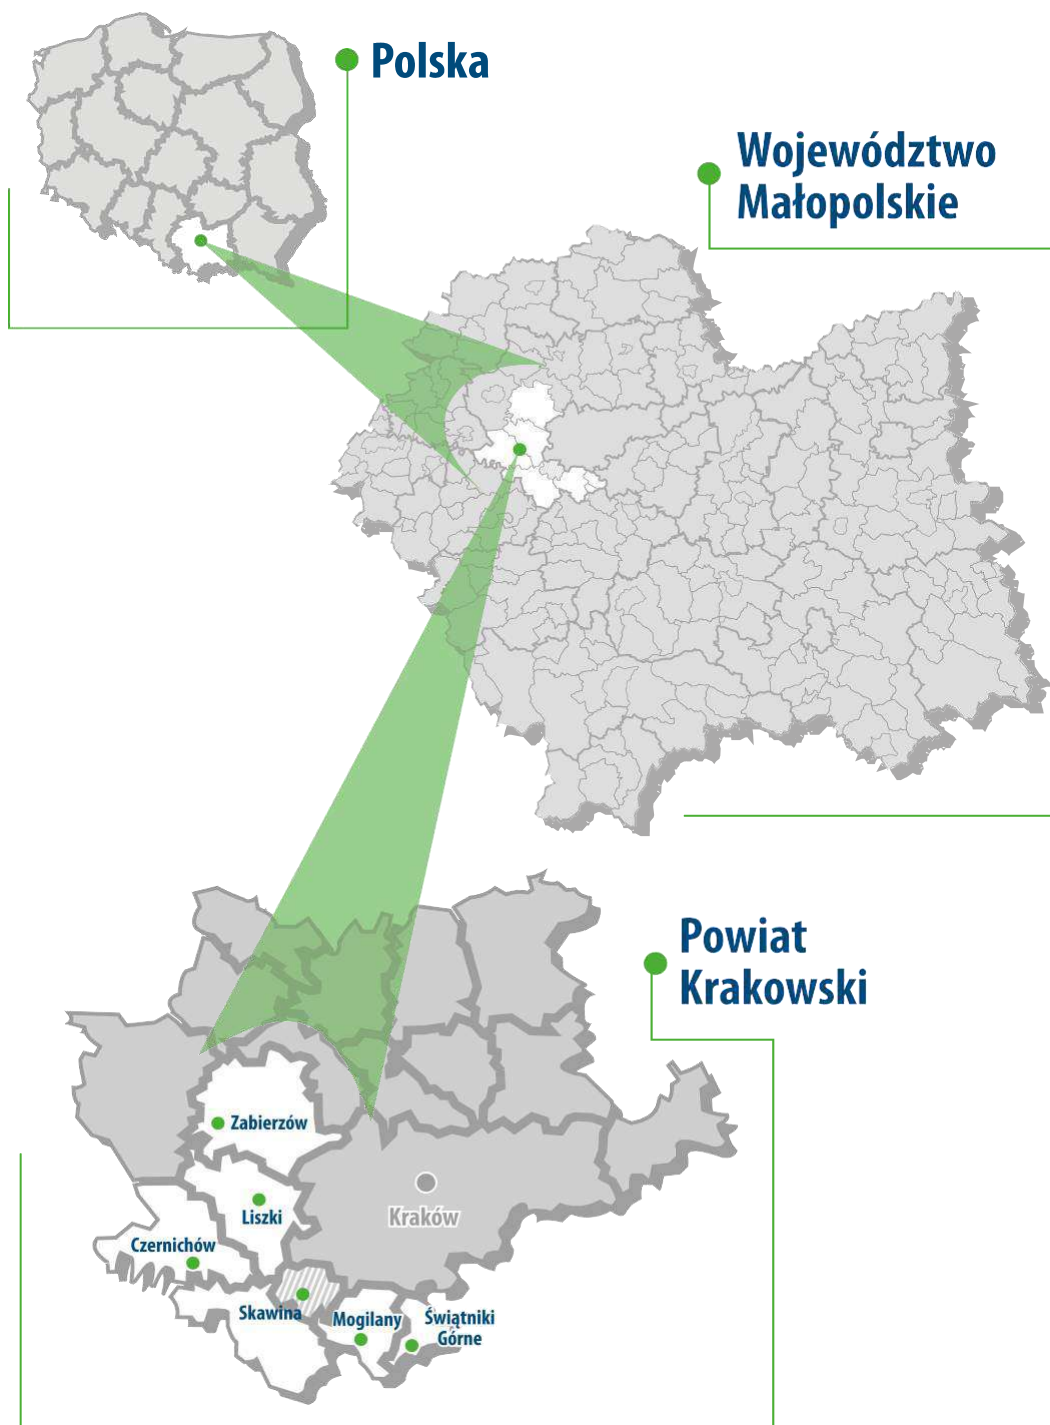 Polska
Województwo
Małopolskie
Powiat
Krakowski
Zabierzów
Liszki
Kraków
Czernichów
Skawina
Mogilany
Świątniki
Górne